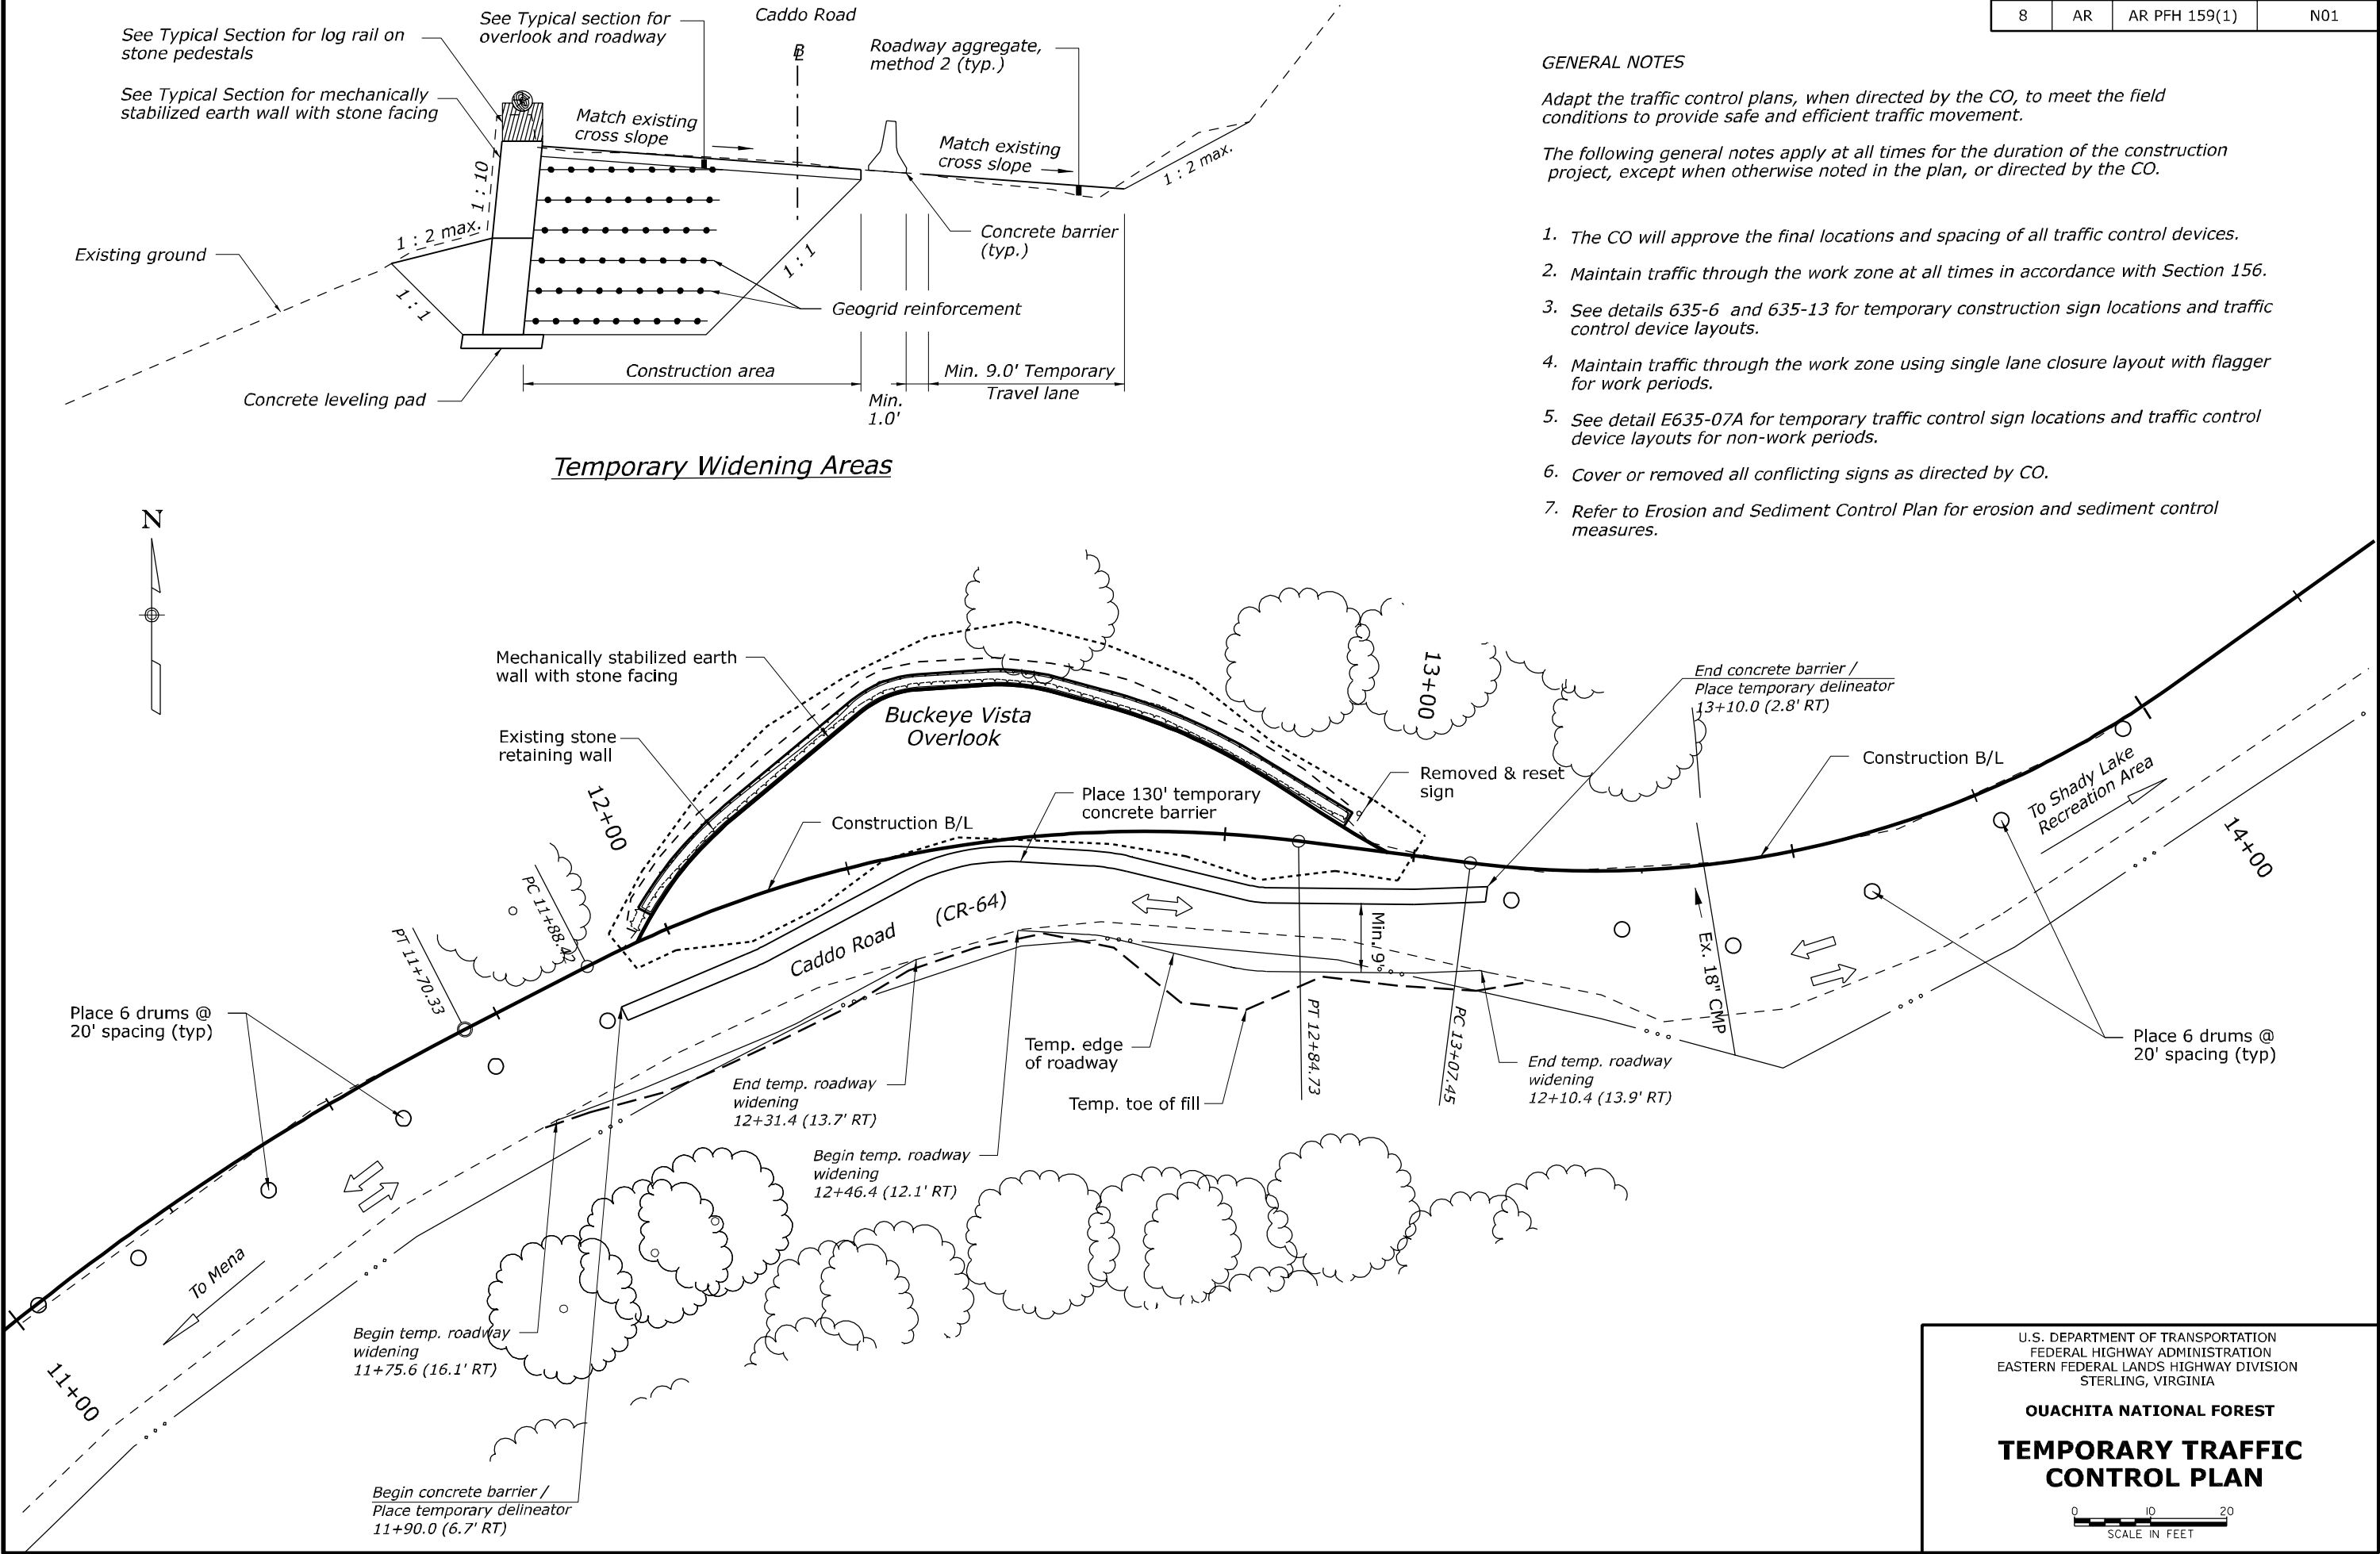 8 AR AR PFH 159(1) N01
See Typical Section for log rail on
stone pedestals
See Typical section for
overlook and roadway
Caddo Road
B
L
Roadway aggregate,
method 2 (typ.)
See Typical Section for mechanically
stabilized earth wall with stone facing
Match existing
cross slope
Match existing
cross slope
1 : 2 max.
1 : 10
1 : 2 max.
Existing ground
1 : 1
1 : 1
Concrete barrier
(typ.)
Geogrid reinforcement
Construction area
Min. 9.0' Temporary
Travel lane
Min.
1.0'
Concrete leveling pad
Temporary Widening Areas
GENERAL NOTES
Adapt the traffic control plans, when directed by the CO, to meet the field
conditions to provide safe and efficient traffic movement.
The following general notes apply at all times for the duration of the construction
project, except when otherwise noted in the plan, or directed by the CO.
1. The CO will approve the final locations and spacing of all traffic control devices.
2. Maintain traffic through the work zone at all times in accordance with Section 156.
3. See details 635-6 and 635-13 for temporary construction sign locations and traffic
control device layouts.
4. Maintain traffic through the work zone using single lane closure layout with flagger
for work periods.
5. See detail E635-07A for temporary traffic control sign locations and traffic control
device layouts for non-work periods.
6. Cover or removed all conflicting signs as directed by CO.
7. Refer to Erosion and Sediment Control Plan for erosion and sediment control
measures.
N
Mechanically stabilized earth
wall with stone facing
Existing stone
retaining wall
Buckeye Vista
Overlook
12+00
13+00
End concrete barrier /
Place temporary delineator
13+10.0 (2.8' RT)
Removed & reset
sign
Construction B/L
Place 130' temporary
concrete barrier
Construction B/L
To Shady Lake
Recreation Area
14+00
PC 11+88.42
PT 11+70.33
Caddo Road (CR-64)
Min. 9'
Ex. 18" CMP
Place 6 drums @
20' spacing (typ)
Place 6 drums @
20' spacing (typ)
PT 12+84.73
PC 13+07.45
Temp. edge
of roadway
Temp. toe of fill
End temp. roadway
widening
12+31.4 (13.7' RT)
End temp. roadway
widening
12+10.4 (13.9' RT)
Begin temp. roadway
widening
12+46.4 (12.1' RT)
To Mena
Begin temp. roadway
widening
11+75.6 (16.1' RT)
11+00
Begin concrete barrier /
Place temporary delineator
11+90.0 (6.7' RT)
U.S. DEPARTMENT OF TRANSPORTATION
FEDERAL HIGHWAY ADMINISTRATION
EASTERN FEDERAL LANDS HIGHWAY DIVISION
STERLING, VIRGINIA
OUACHITA NATIONAL FOREST
TEMPORARY TRAFFIC
CONTROL PLAN
0 10 20
SCALE IN FEET